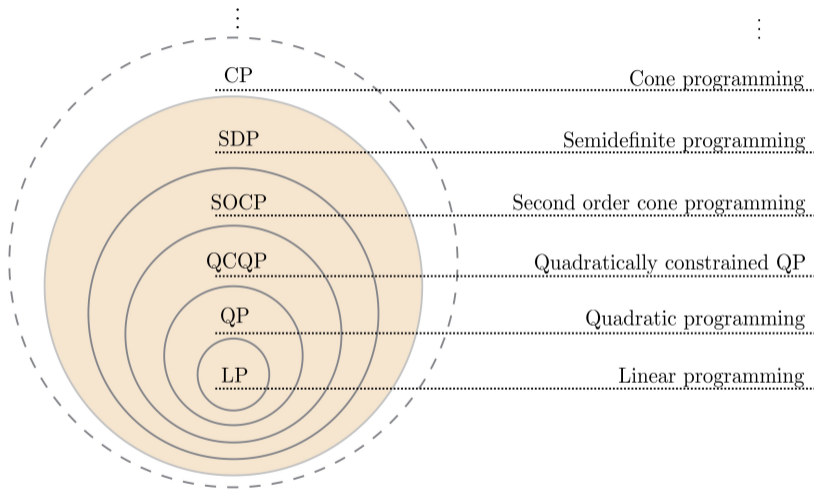 ⋮ ⋮
CP Cone programming
SDP Semidefinite programming
SOCP Second order cone programming
QCQP Quadratically constrained QP
QP Quadratic programming
LP Linear programming